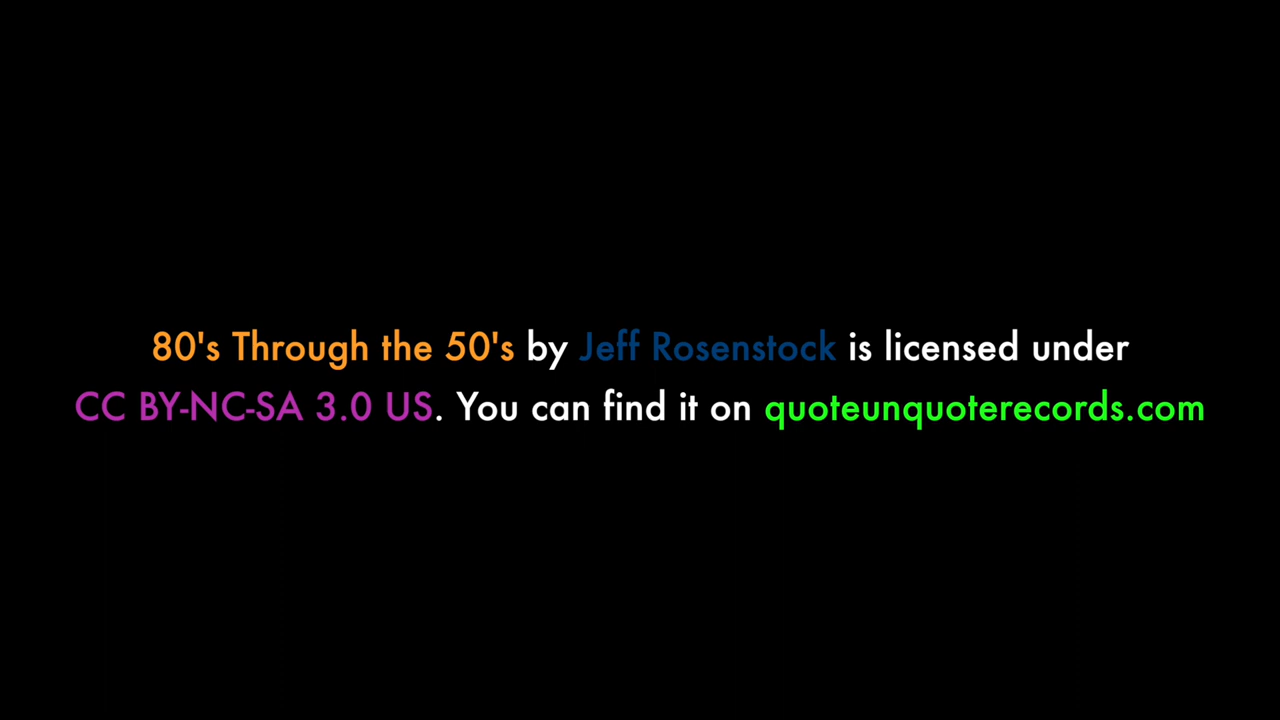 80's Through the 50's by Jeff Rosenstock is licensed under
CC BY-NC-SA 3.0 US. You can find it on quoteunquoterecords.com